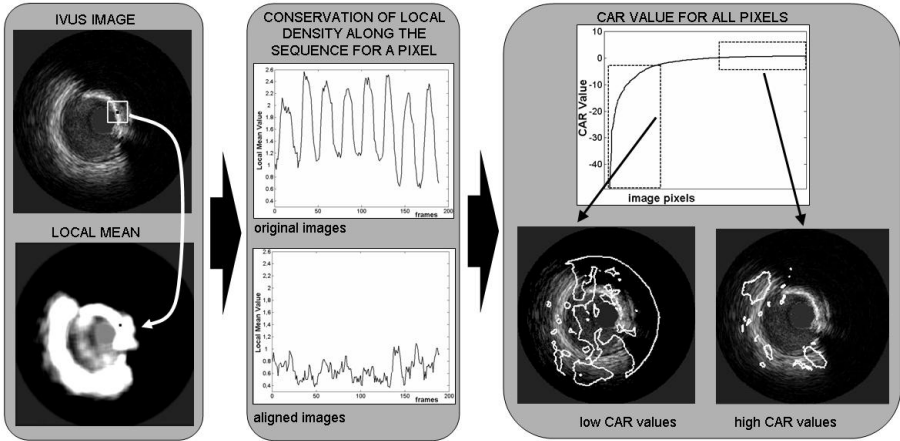 IVUS IMAGE
LOCAL MEAN
CONSERVATION OF LOCAL
DENSITY ALONG THE
SEQUENCE FOR A PIXEL
Local Mean Value
2.6
2.4
2.2
2
1.8
1.6
1.4
1.2
1
0.8
0.6
0 50 100 150 200
frames
original images
Local Mean Value
2.6
2.4
2.2
2
1.8
1.6
1.4
1.2
1
0.8
0.6
0.4
0 50 100 150 200
frames
aligned images
CAR VALUE FOR ALL PIXELS
CAR Value
10
0
-10
-20
-30
-40
image pixels
low CAR values
high CAR values